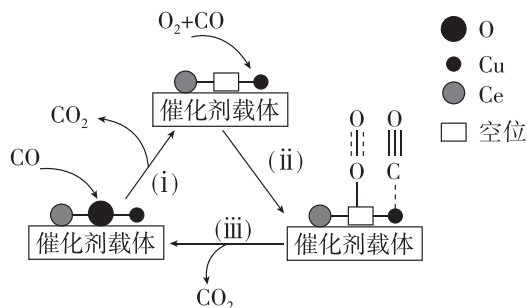 O₂+CO
O
Cu
Ce
空位
催化剂载体
CO₂
CO
(i)
(ii)
O O
O C
催化剂载体
(iii)
催化剂载体
CO₂